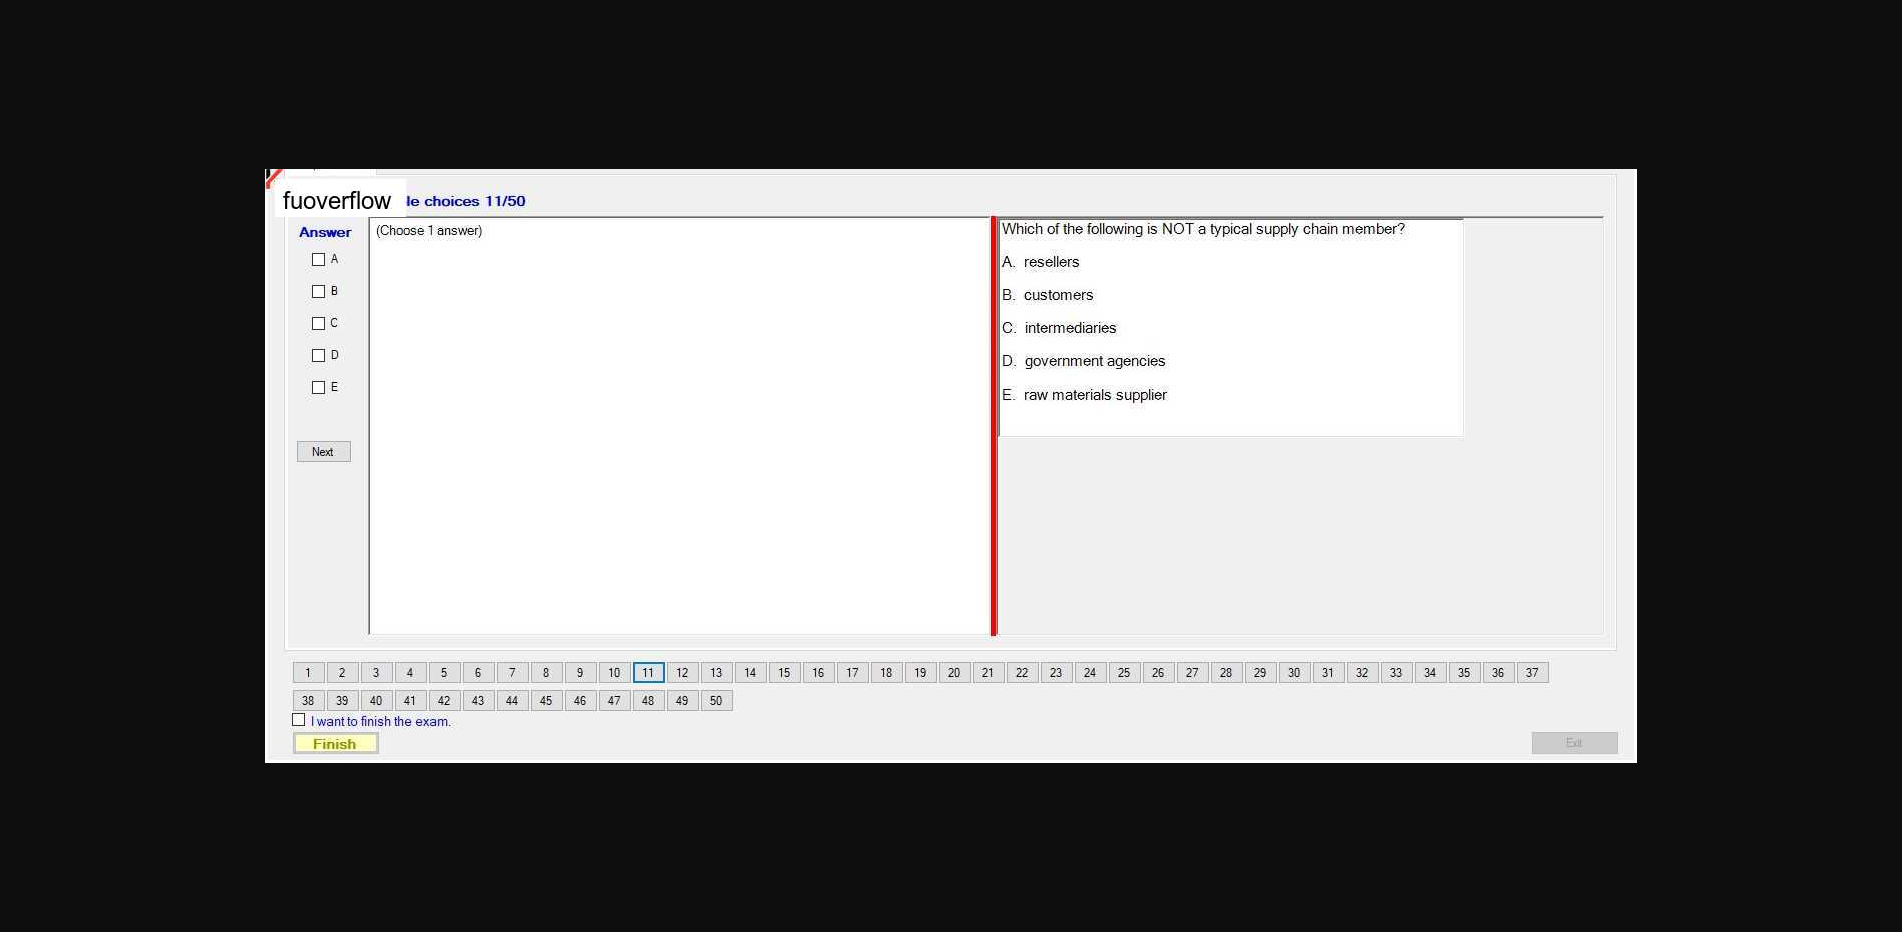 fuoverflow
le choices 11/50
Answer
(Choose 1 answer)
A
B
C
D
E
Next
Which of the following is NOT a typical supply chain member?
A. resellers
B. customers
C. intermediaries
D. government agencies
E. raw materials supplier
1 2 3 4 5 6 7 8 9 10 11 12 13 14 15 16 17 18 19 20 21 22 23 24 25 26 27 28 29 30 31 32 33 34 35 36 37
38 39 40 41 42 43 44 45 46 47 48 49 50
I want to finish the exam.
Finish
Exit